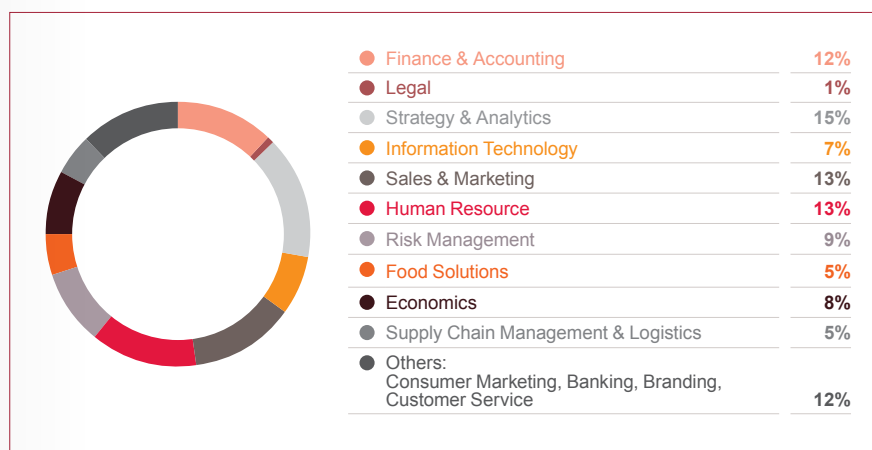 Finance & Accounting 12%
Legal 1%
Strategy & Analytics 15%
Information Technology 7%
Sales & Marketing 13%
Human Resource 13%
Risk Management 9%
Food Solutions 5%
Economics 8%
Supply Chain Management & Logistics 5%
Others:
Consumer Marketing, Banking, Branding,
Customer Service 12%